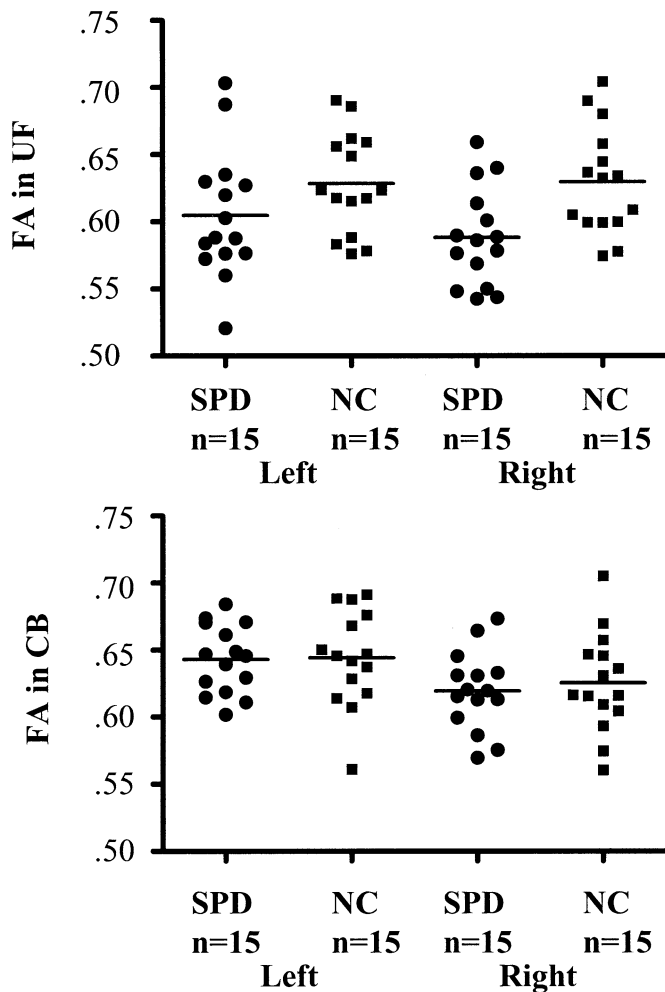 FA in UF
.75
.70
.65
.60
.55
.50
SPD NC SPD NC
n=15 n=15 n=15 n=15
Left Right
FA in CB
.75
.70
.65
.60
.55
.50
SPD NC SPD NC
n=15 n=15 n=15 n=15
Left Right